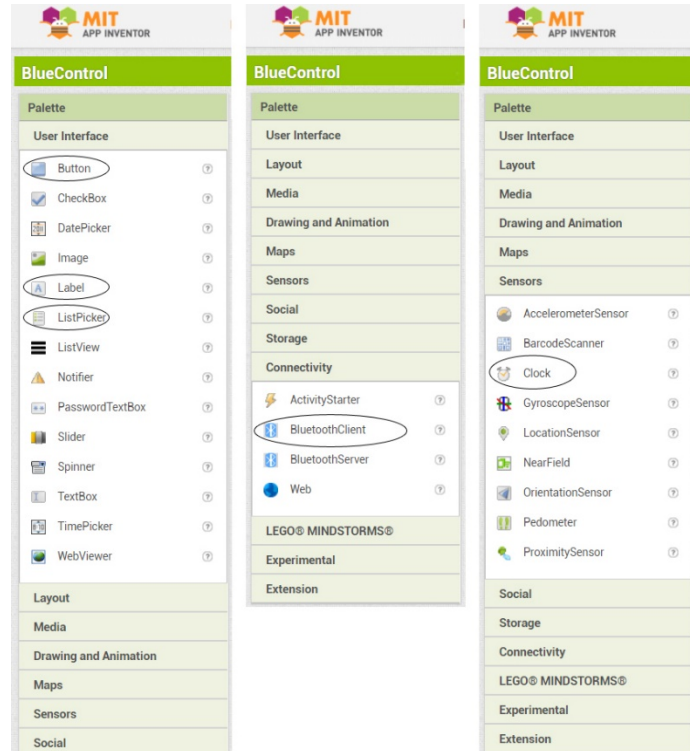 MIT
APP INVENTOR
BlueControl
Palette
User Interface
Button
CheckBox
DatePicker
Image
Label
ListPicker
ListView
Notifier
PasswordTextBox
Slider
Spinner
TextBox
TimePicker
WebViewer
Layout
Media
Drawing and Animation
Maps
Sensors
Social
MIT
APP INVENTOR
BlueControl
Palette
User Interface
Layout
Media
Drawing and Animation
Maps
Sensors
Social
Storage
Connectivity
ActivityStarter
BluetoothClient
BluetoothServer
Web
LEGO® MINDSTORMS®
Experimental
Extension
MIT
APP INVENTOR
BlueControl
Palette
User Interface
Layout
Media
Drawing and Animation
Maps
Sensors
AccelerometerSensor
BarcodeScanner
Clock
GyroscopeSensor
LocationSensor
NearField
OrientationSensor
Pedometer
ProximitySensor
Social
Storage
Connectivity
LEGO® MINDSTORMS®
Experimental
Extension